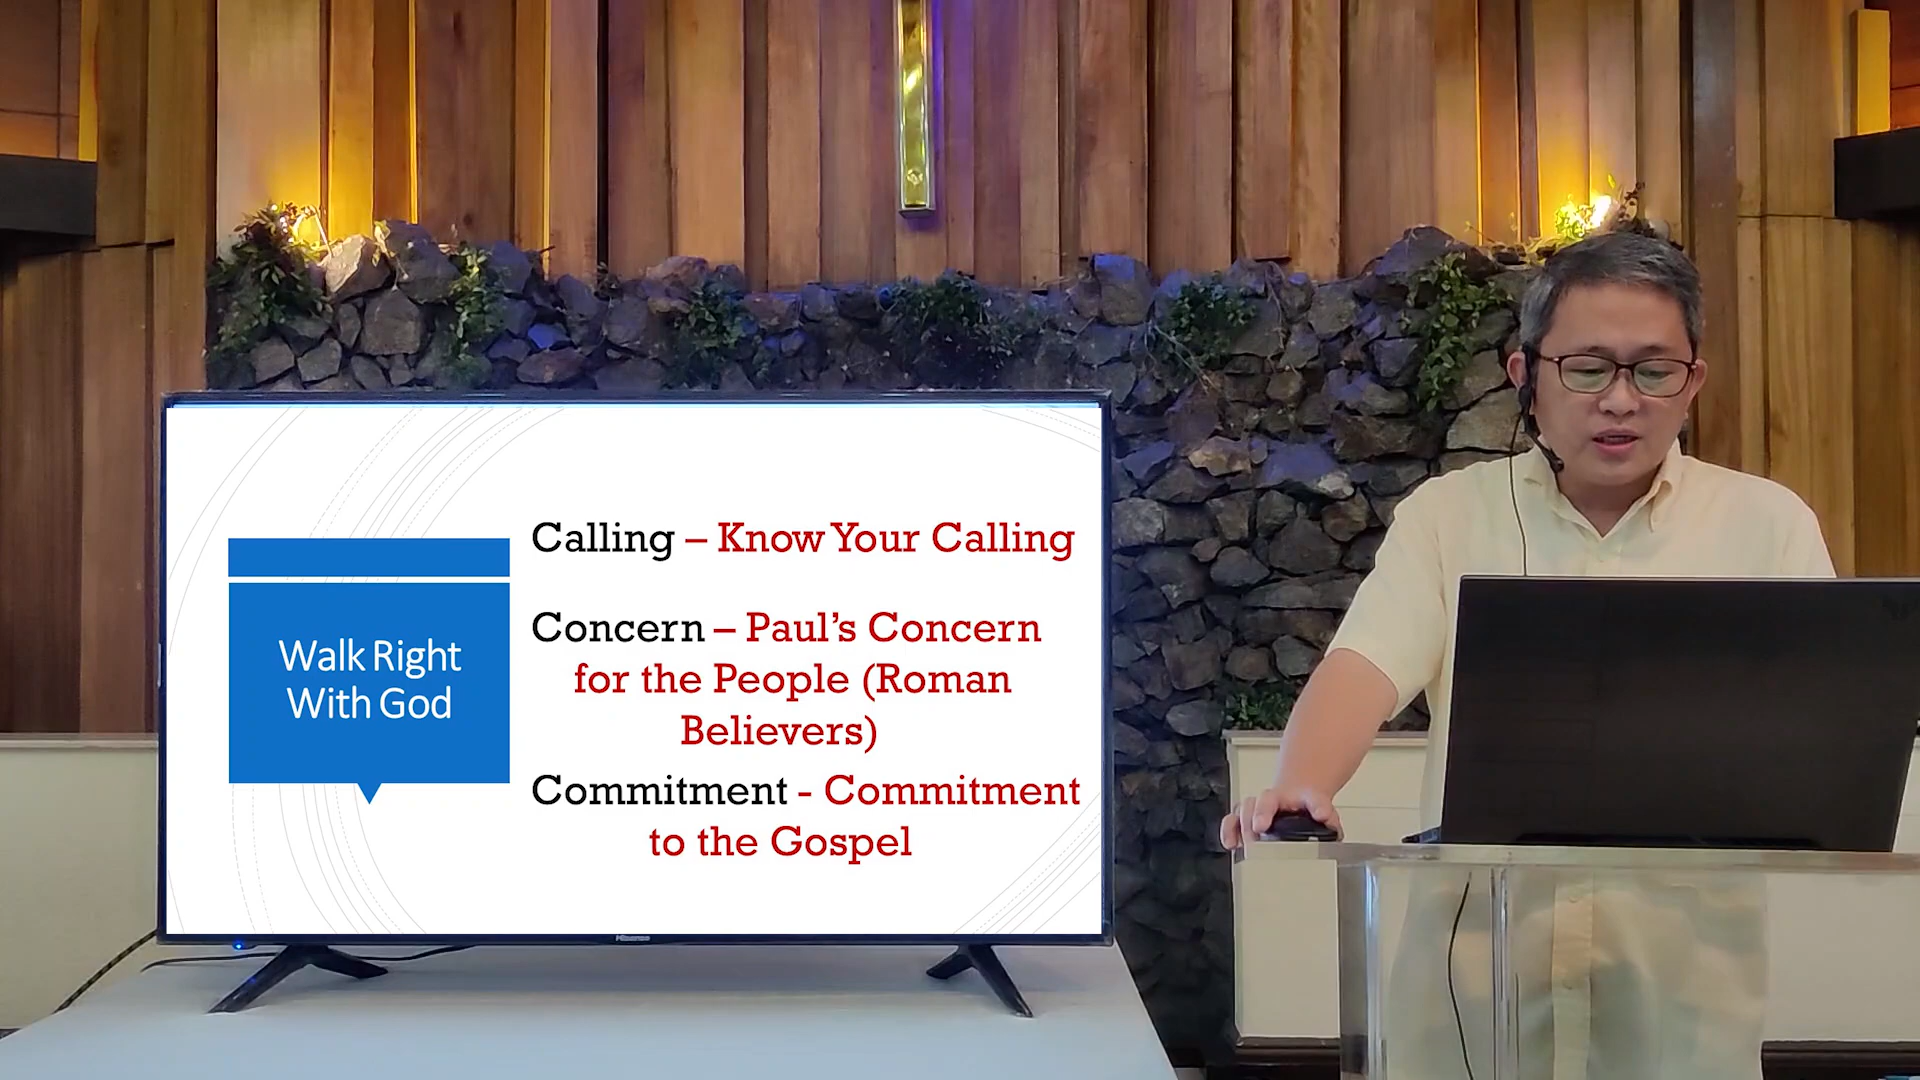 Walk Right
With God
Calling – Know Your Calling
Concern – Paul's Concern
for the People (Roman
Believers)
Commitment - Commitment
to the Gospel
Hisense